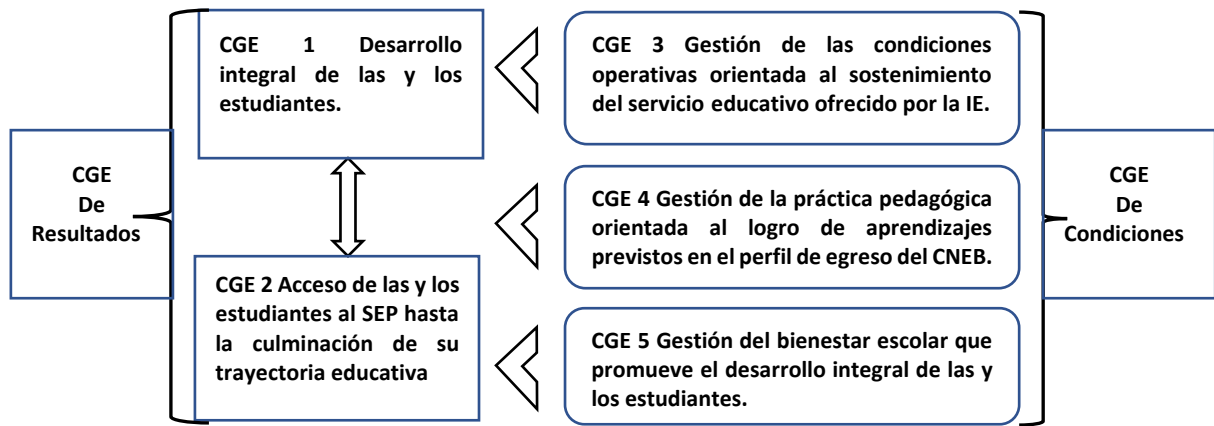 CGE
De
Resultados
CGE 1 Desarrollo
integral de las y los
estudiantes.
CGE 2 Acceso de las y los
estudiantes al SEP hasta
la culminación de su
trayectoria educativa
CGE 3 Gestión de las condiciones
operativas orientada al sostenimiento
del servicio educativo ofrecido por la IE.
CGE 4 Gestión de la práctica pedagógica
orientada al logro de aprendizajes
previstos en el perfil de egreso del CNEB.
CGE 5 Gestión del bienestar escolar que
promueve el desarrollo integral de las y
los estudiantes.
CGE
De
Condiciones